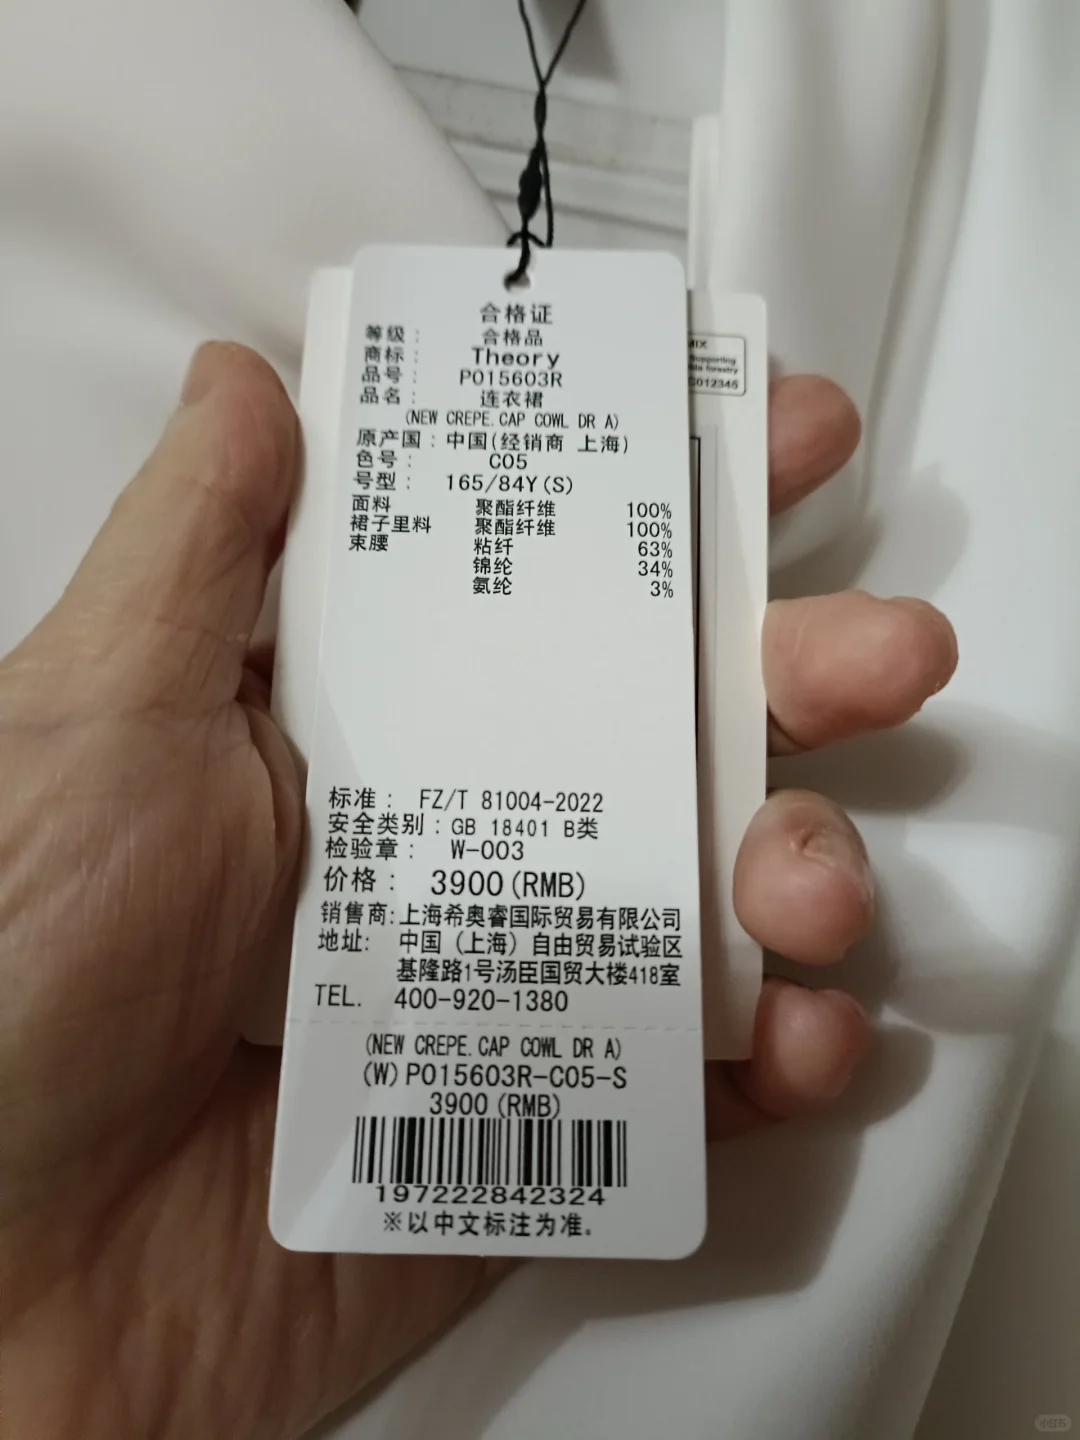 合格证
等级： 合格品
商标： Theory
品号： P015603R
品名： 连衣裙
(NEW CREPE.CAP COWL DR A)
原产国：中国(经销商 上海)
色号： C05
号型： 165/84Y(S)
面料 聚酯纤维 100%
裙子里料 聚酯纤维 100%
束腰 粘纤 63%
锦纶 34%
氨纶 3%
标准： FZ/T 81004-2022
安全类别：GB 18401 B类
检验章： W-003
价格： 3900(RMB)
销售商:上海希奥睿国际贸易有限公司
地址: 中国（上海）自由贸易试验区
基隆路1号汤臣国贸大楼418室
TEL. 400-920-1380
(NEW CREPE.CAP COWL DR A)
(W)P015603R-C05-S
3900(RMB)
197222842324
※以中文标注为准。
MIX
Supporting
forestry
C012345
小红书